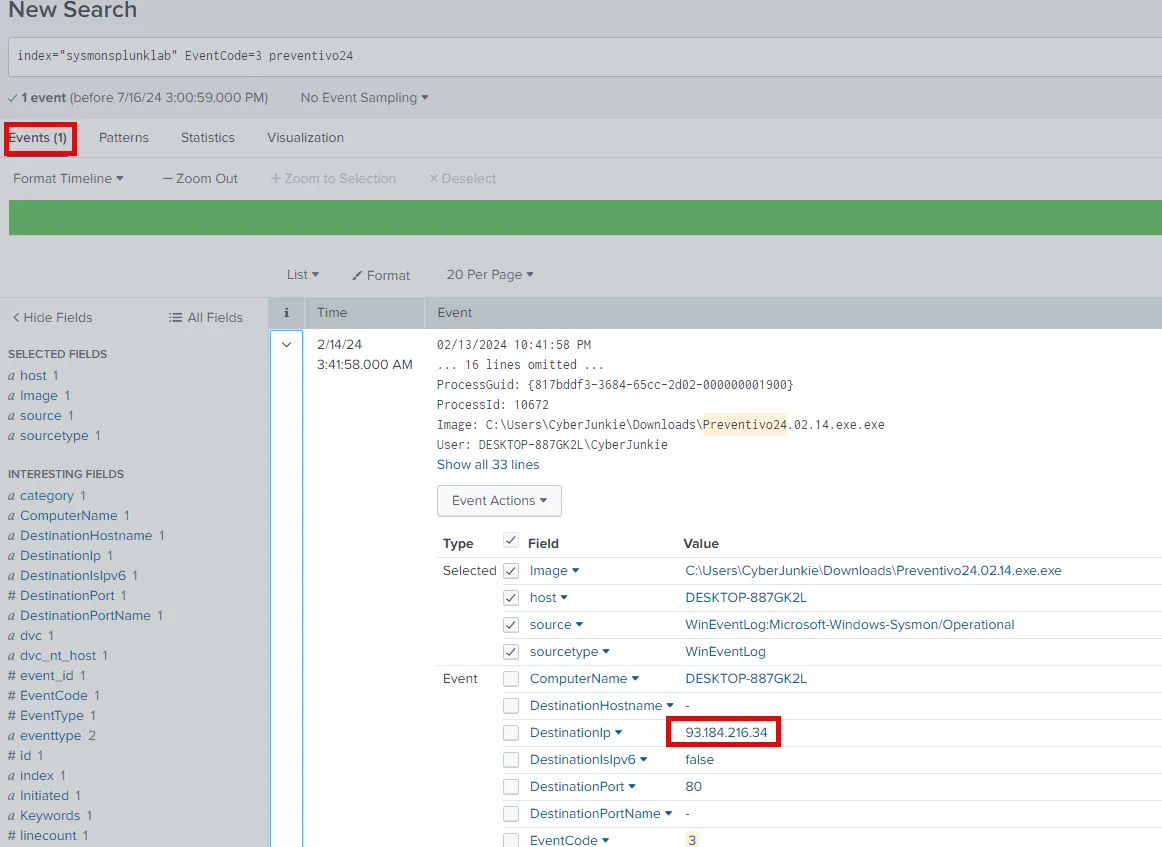 New Search
index="sysmonsplunklab" EventCode=3 preventivo24
✓ 1 event (before 7/16/24 3:00:59.000 PM) No Event Sampling
Events (1) Patterns Statistics Visualization
Format Timeline — Zoom Out + Zoom to Selection × Deselect
List Format 20 Per Page
< Hide Fields All Fields i Time Event
SELECTED FIELDS
a host 1
a Image 1
a source 1
a sourcetype 1
INTERESTING FIELDS
a category 1
a ComputerName 1
a DestinationHostname 1
a DestinationIp 1
a DestinationIsIpv6 1
# DestinationPort 1
a DestinationPortName 1
a dvc 1
a dvc_nt_host 1
# event_id 1
# EventCode 1
# EventType 1
a eventtype 2
# id 1
a index 1
a Initiated 1
a Keywords 1
# linecount 1
2/14/24
3:41:58.000 AM
02/13/2024 10:41:58 PM
... 16 lines omitted ...
ProcessGuid: {817bddf3-3684-65cc-2d02-000000001900}
ProcessId: 10672
Image: C:\Users\CyberJunkie\Downloads\Preventivo24.02.14.exe.exe
User: DESKTOP-887GK2L\CyberJunkie
Show all 33 lines
Event Actions
Type Field Value
Selected Image C:\Users\CyberJunkie\Downloads\Preventivo24.02.14.exe.exe
host DESKTOP-887GK2L
source WinEventLog:Microsoft-Windows-Sysmon/Operational
sourcetype WinEventLog
Event ComputerName DESKTOP-887GK2L
DestinationHostname -
DestinationIp 93.184.216.34
DestinationIsIpv6 false
DestinationPort 80
DestinationPortName -
EventCode 3